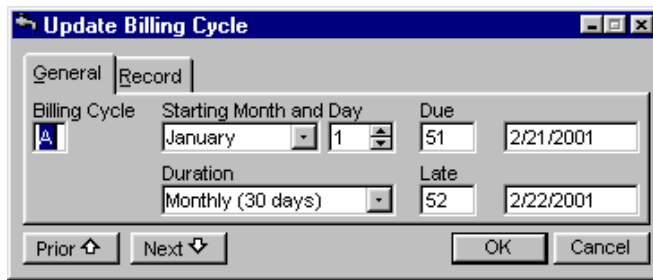 Update Billing Cycle
General Record
Billing Cycle Starting Month and Day Due
A January 1 51 2/21/2001
Duration Late
Monthly (30 days) 52 2/22/2001
Prior Next OK Cancel